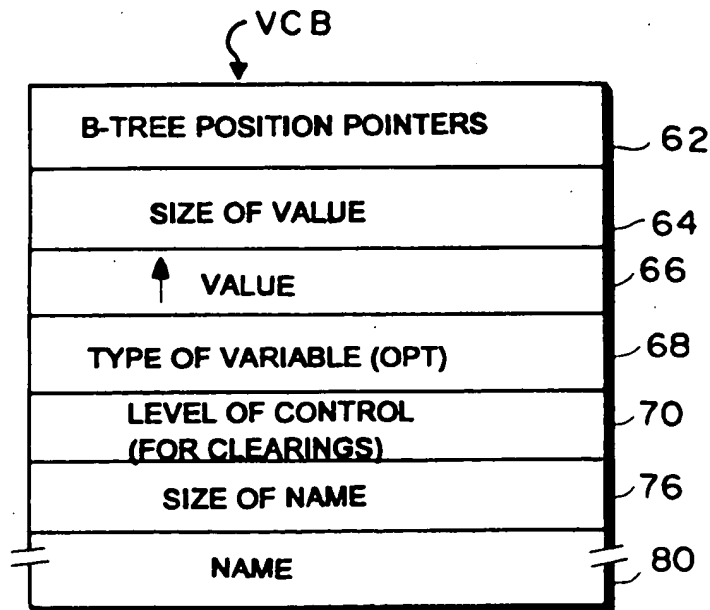 VCB
B-TREE POSITION POINTERS
62
SIZE OF VALUE
64
VALUE
66
TYPE OF VARIABLE (OPT)
68
LEVEL OF CONTROL
(FOR CLEARINGS)
70
SIZE OF NAME
76
NAME
80